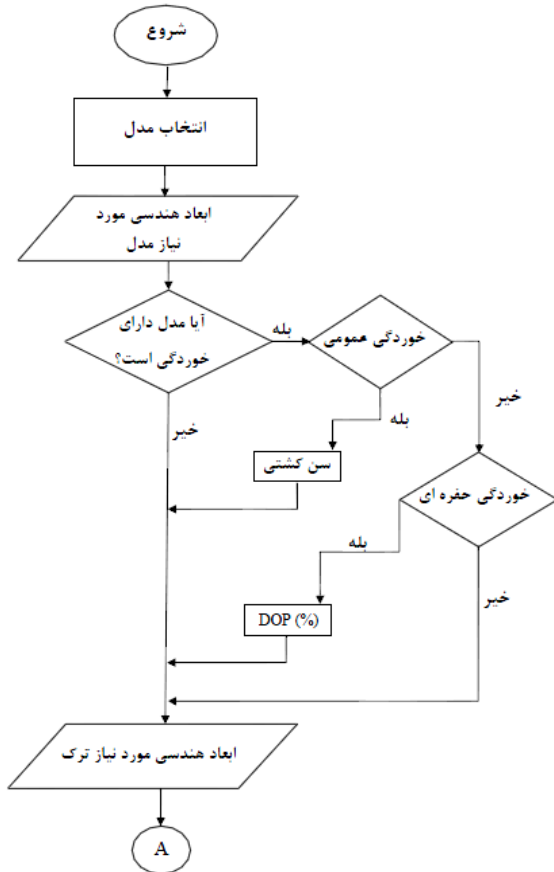 شروع
انتخاب مدل
ابعاد هندسی مورد
نیاز مدل
آیا مدل دارای
خوردگی است؟
بله
خوردگی عمومی
خیر
خیر
بله
سن کشتی
خوردگی حفره ای
بله
خیر
DOP (%)
ابعاد هندسی مورد نیاز ترک
A